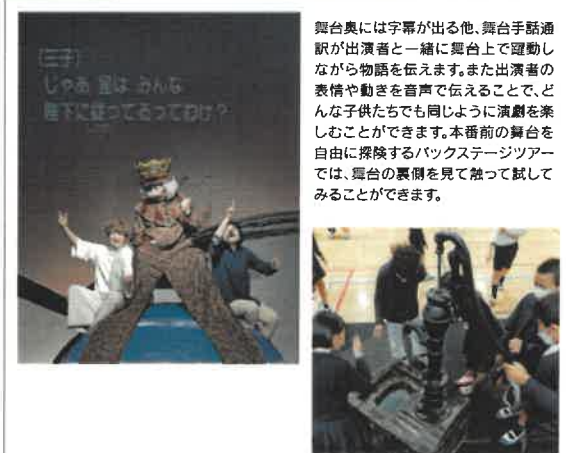 (王子)
じゃあ 星は みんな
陛下に従ってるってわけ?
舞台奥には字幕が出る他、舞台手話通
訳が出演者と一緒に舞台上で躍動し
ながら物語を伝えます。また出演者の
表情や動きを音声で伝えることで、ど
んな子供たちでも同じように演劇を楽
しむことができます。本番前の舞台を
自由に探険するバックステージツアー
では、舞台の裏側を見て触って試して
みることができます。